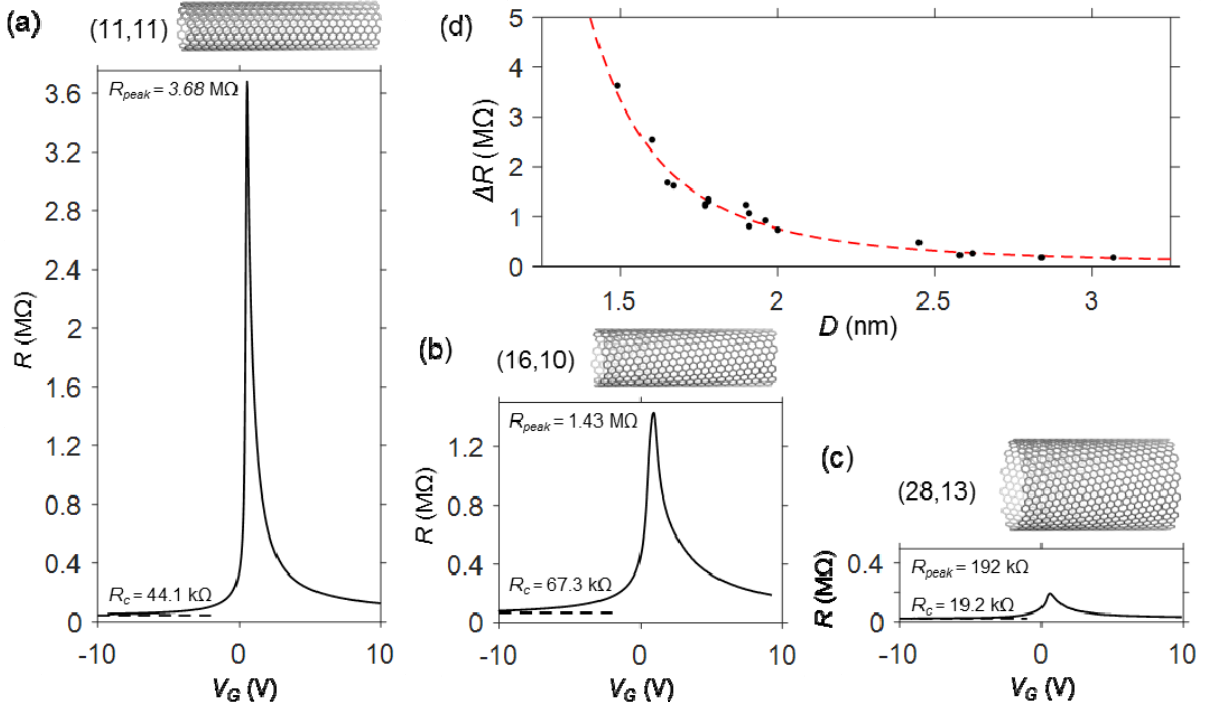 (a)
(11,11)
R_peak = 3.68 MΩ
3.6
3.2
2.8
2.4
2
1.6
1.2
0.8
0.4
0
R (MΩ)
R_c = 44.1 kΩ
-10
0
10
V_G (V)
(d)
5
4
3
2
1
0
ΔR (MΩ)
1.5
2
2.5
3
D (nm)
(b)
(16,10)
R_peak = 1.43 MΩ
1.2
0.8
0.4
0
R (MΩ)
R_c = 67.3 kΩ
-10
0
10
V_G (V)
(c)
(28,13)
0.4
0
R (MΩ)
R_peak = 192 kΩ
R_c = 19.2 kΩ
-10
0
10
V_G (V)